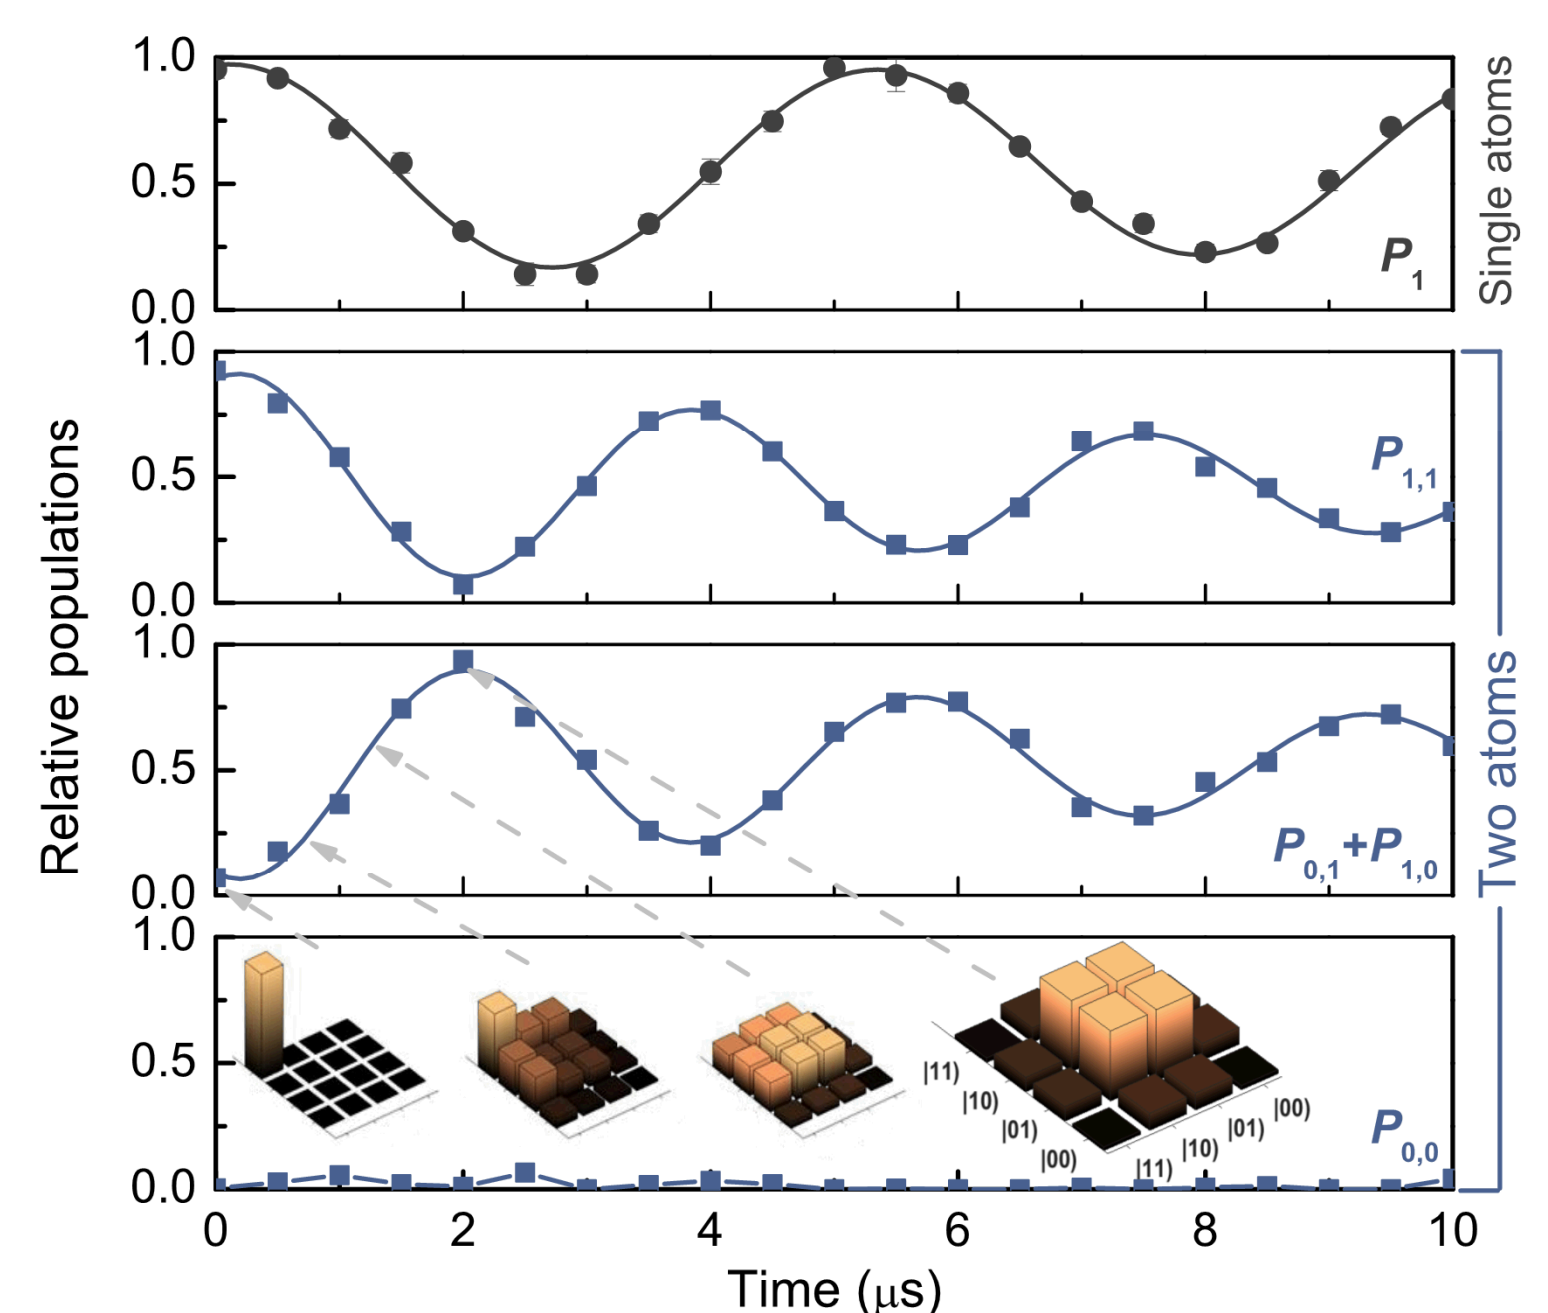 1.0
0.5
0.0
P1
Single atoms
1.0
0.5
0.0
P1,1
1.0
0.5
0.0
P0,1+P1,0
1.0
0.5
0.0
|11)
|10)
|01)
|00)
|11)
|10)
|01)
|00)
P0,0
Two atoms
Relative populations
0 2 4 6 8 10
Time (μs)